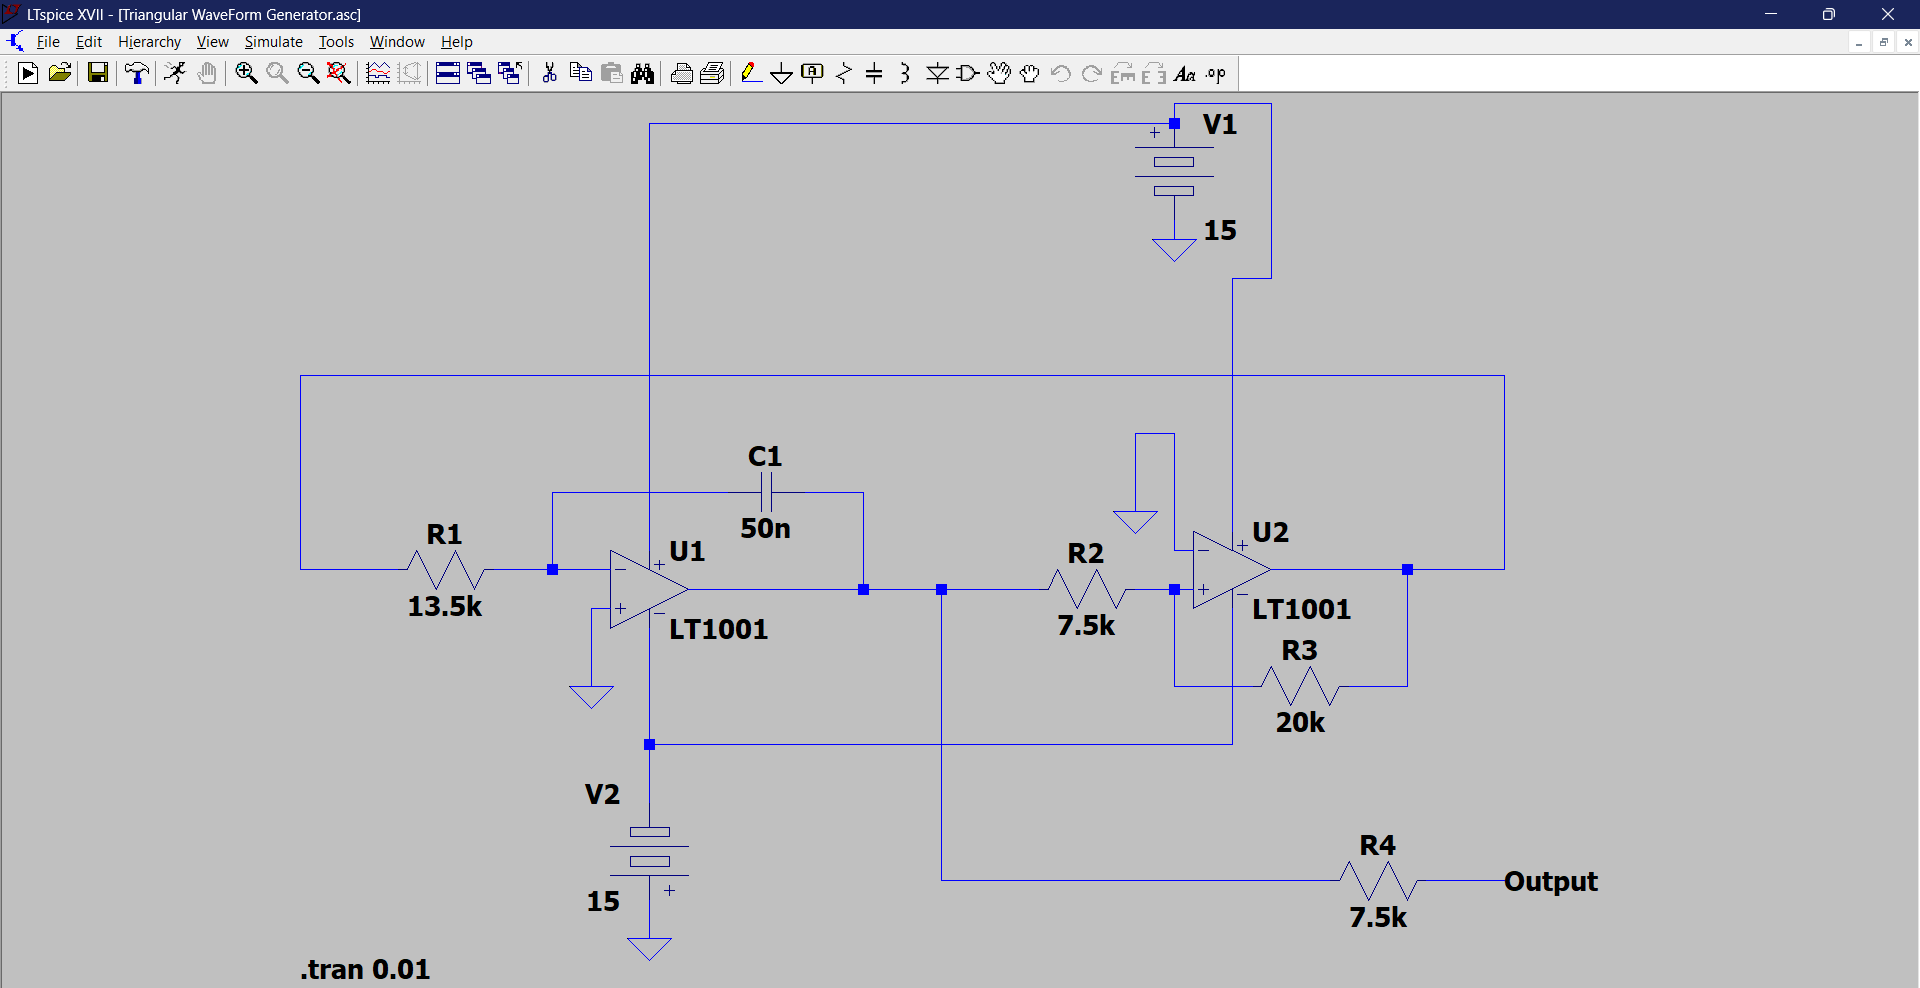 LTspice XVII - [Triangular WaveForm Generator.asc]
File Edit Hierarchy View Simulate Tools Window Help
Aa .op
+ V1
15
C1
50n
R1
13.5k
U1
- +
+ -
LT1001
R2
7.5k
U2
- +
+ -
LT1001
R3
20k
V2
15
+
R4
7.5k
Output
.tran 0.01